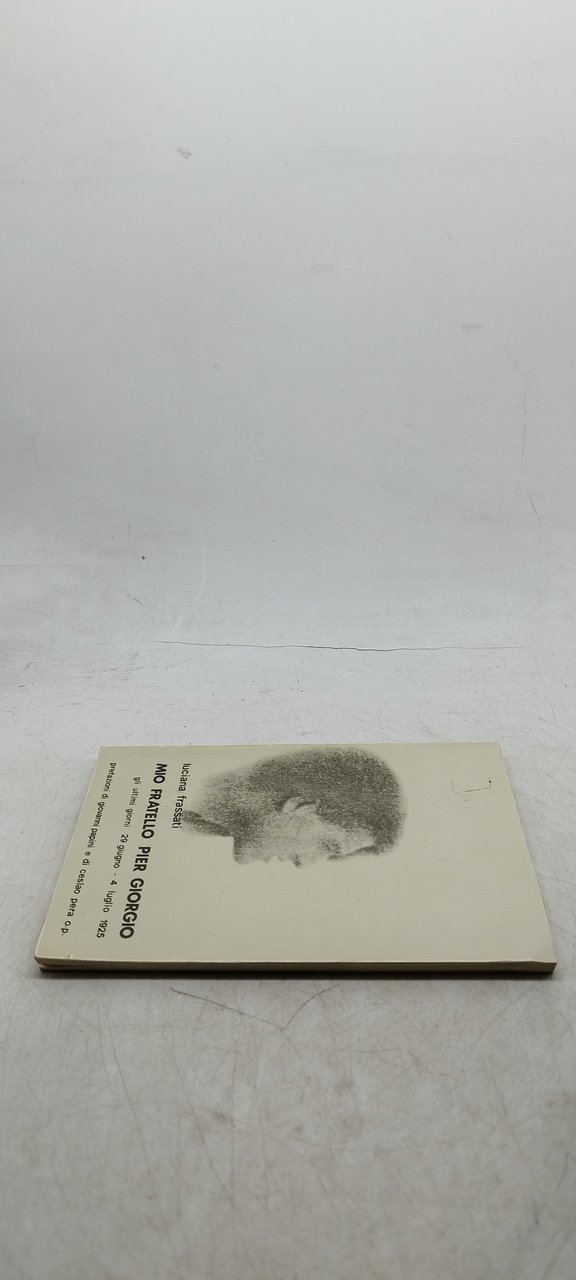 luciana frassati
MIO FRATELLO PIER GIORGIO
gli ultimi giorni 29 giugno - 4 luglio 1925
prefazioni di giovanni papini e di ceslao pera o.p.